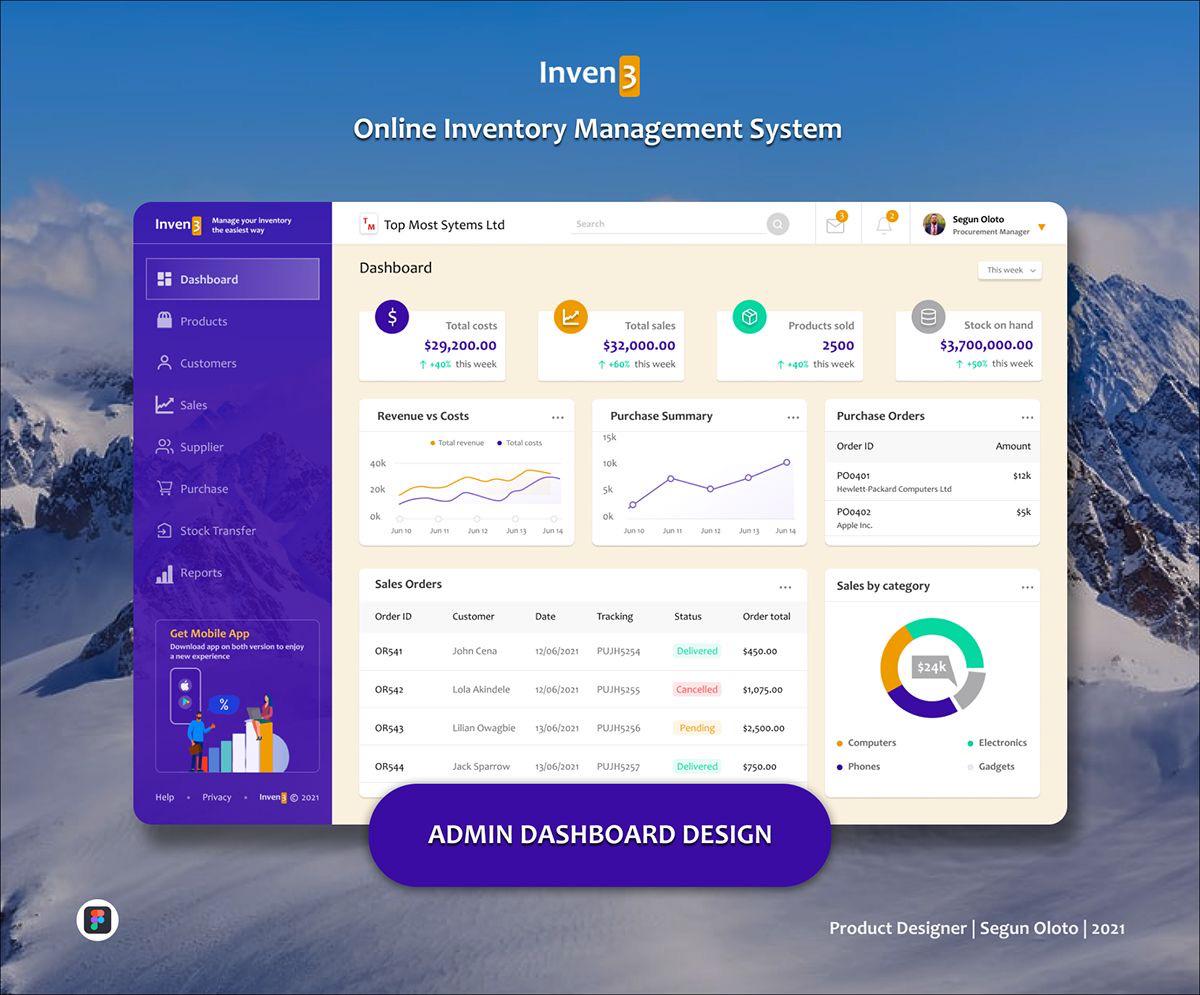 Inven3
Online Inventory Management System
Inven3
Manage your inventory
the easiest way
TM
Top Most Sytems Ltd
Search
3
2
Segun Oloto
Procurement Manager
Dashboard
Products
Customers
Sales
Supplier
Purchase
Stock Transfer
Reports
Get Mobile App
Download app on both version to enjoy
a new experience
%
Help • Privacy • Inven3 © 2021
Dashboard
This week
$
Total costs
$29,200.00
↑ +40% this week
Total sales
$32,000.00
↑ +60% this week
Products sold
2500
↑ +40% this week
Stock on hand
$3,700,000.00
↑ +50% this week
Revenue vs Costs
Total revenue Total costs
40k
20k
0k
Jun 10 Jun 11 Jun 12 Jun 13 Jun 14
Purchase Summary
15k
10k
5k
0k
Jun 10 Jun 11 Jun 12 Jun 13 Jun 14
Purchase Orders
Order ID Amount
PO0401 $12k
Hewlett-Packard Computers Ltd
PO0402 $5k
Apple Inc.
Sales Orders
Order ID Customer Date Tracking Status Order total
OR541 John Cena 12/06/2021 PUJH5254 Delivered $450.00
OR542 Lola Akindele 12/06/2021 PUJH5255 Cancelled $1,075.00
OR543 Lilian Owagbie 13/06/2021 PUJH5256 Pending $2,500.00
OR544 Jack Sparrow 13/06/2021 PUJH5257 Delivered $750.00
Sales by category
$24k
Computers Electronics
Phones Gadgets
ADMIN DASHBOARD DESIGN
Product Designer | Segun Oloto | 2021